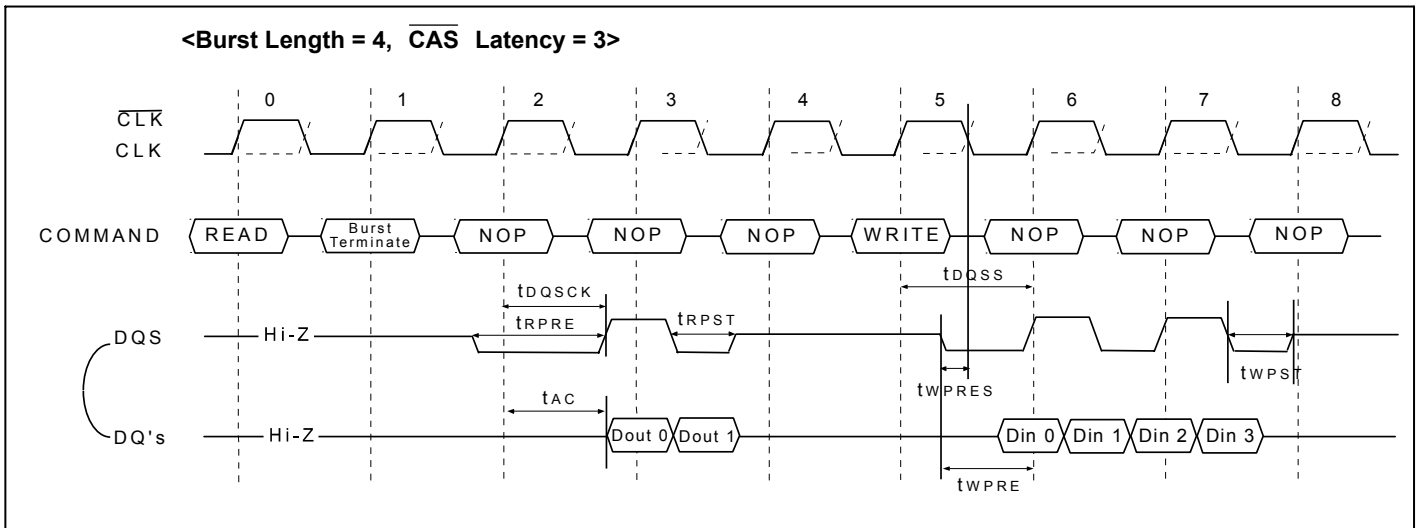 <Burst Length = 4, CAS Latency = 3>
0 1 2 3 4 5 6 7 8
CLK
CLK
COMMAND READ Burst Terminate NOP NOP NOP WRITE NOP NOP NOP
tDQSS
tDQSCK
tRPRE tRPST
DQS Hi-Z
tWPRES tWPST
tAC
DQ's Hi-Z Dout 0 Dout 1 Din 0 Din 1 Din 2 Din 3
tWPRE